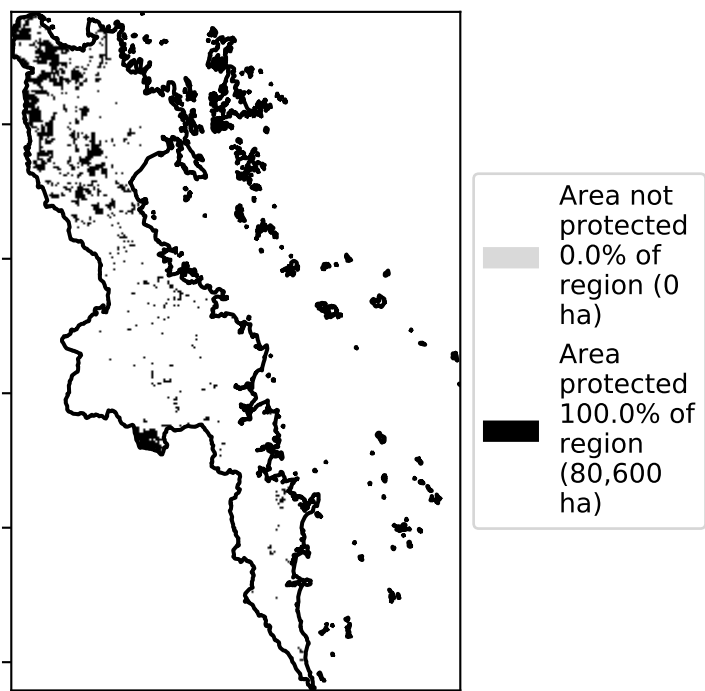 Area not
protected
0.0% of
region (0
ha)
Area
protected
100.0% of
region
(80,600
ha)